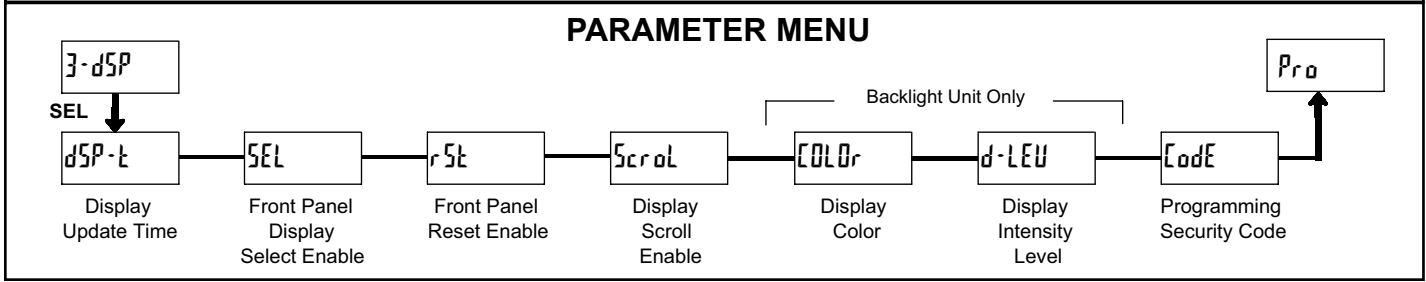 PARAMETER MENU
3-dSP
Pro
SEL
Backlight Unit Only
dSP-t
SEL
rSt
ScroL
COLOr
d-LEV
CodE
Display
Update Time
Front Panel
Display
Select Enable
Front Panel
Reset Enable
Display
Scroll
Enable
Display
Color
Display
Intensity
Level
Programming
Security Code